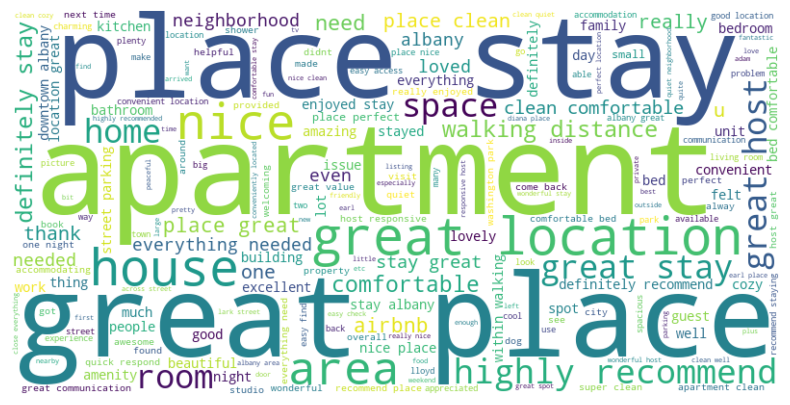 next time
neighborhood
need
place clean
clean quiet
accommodation
good location
clean cozy
charming
kitchen
location
shower
tv
albany
really
family
bedroom
fantastic
plenty
helpful
didnt
go
place stay
find
make
made
loved
definitely
day
small
perfect location
love
adam
downtown albany
location great
convenient location
comfortable stay
place nice
nice clean
easy access
everything
able
quiet neighborhood
quite
problem
bathroom
provided
want
arrived
enjoyed stay
really enjoyed
space
clean comfortable
bed comfortable
definitely stay
highly recommended
home
time
nice
fun
place perfect
amazing
stayed
walking distance
albany great
diana place
u
unit
communication
great host
picture
peaceful
around
big
issue
even
listing
especially
many
inside
living room
convenient
perfect
apartment
bit
pretty
conveniently located
welcoming
great value
visit
quiet
come back
responsive host
washington park
wonderful stay
bed
private
best
felt
alway
street parking
way
book
town
large
friendly
two
lot
host responsive
comfortable bed
park
outside
available
host great
thank
one night
place great
new
earl
great location
lovely
needed
accommodating
everything needed
building
property
little
etc
within walking
look
earl place
house
one
stay great
great stay
work
thing
across street
excellent
comfortable
definitely recommend
cozy
recommend staying
close everything
got
lark street
easy check
stay albany
left
spot
see
spacious
guest
much
first
street
easy find
back
cool
city
parking
people
good
airbnb
dog
use
well
experience
awesome
everything need
overall
really nice
enough
plus
great place
found
beautiful
nice place
nearby
quick respond
albany area
food
lloyd
wonderful host
clean well
room
night
area
highly recommend
amenity
door
weekend
great communication
studio
wonderful
recommend place
appreciated
great spot
super clean
apartment clean